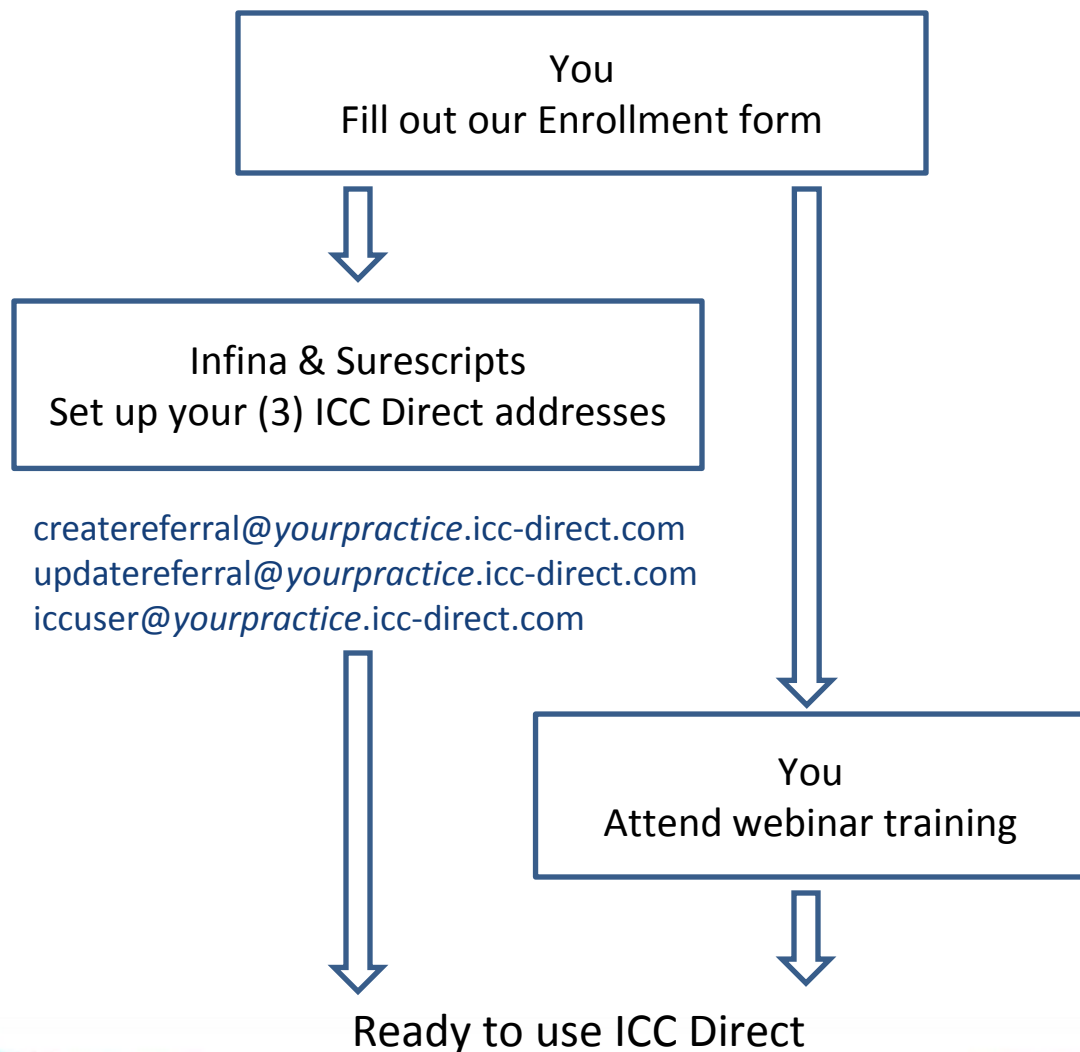 You
Fill out our Enrollment form
Infina & Surescripts
Set up your (3) ICC Direct addresses
createreferral@yourpractice.icc-direct.com
updatereferral@yourpractice.icc-direct.com
iccuser@yourpractice.icc-direct.com
You
Attend webinar training
Ready to use ICC Direct